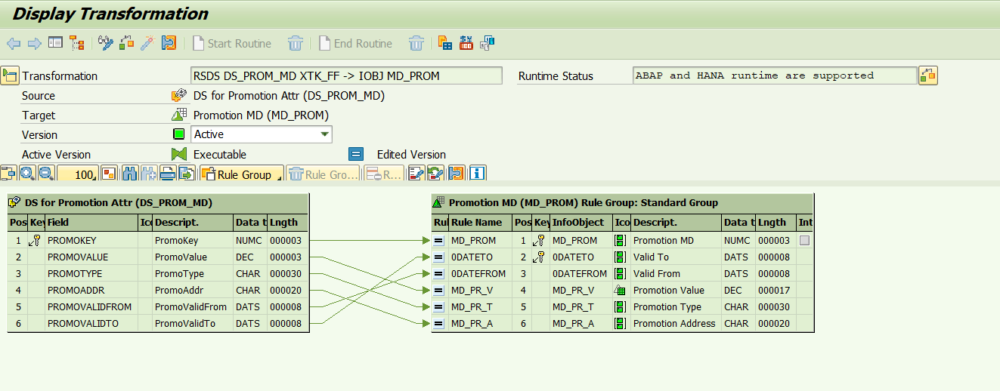 Display Transformation
Start Routine End Routine
Transformation RSDS DS_PROM_MD XTK_FF -> IOBJ MD_PROM Runtime Status ABAP and HANA runtime are supported
Source DS for Promotion Attr (DS_PROM_MD)
Target Promotion MD (MD_PROM)
Version Active
Active Version Executable Edited Version
100 Rule Group Rule Gro... R...
DS for Promotion Attr (DS_PROM_MD) Promotion MD (MD_PROM) Rule Group: Standard Group
Pos Key Field Ico Descript. Data t Lngth Rul Rule Name Pos Key InfoObject Ico Descript. Data t Lngth Int
1 PROMOKEY PromoKey NUMC 000003 MD_PROM 1 MD_PROM Promotion MD NUMC 000003
2 PROMOVALUE PromoValue DEC 000003 0DATETO 2 0DATETO Valid To DATS 000008
3 PROMOTYPE PromoType CHAR 000030 0DATEFROM 3 0DATEFROM Valid From DATS 000008
4 PROMOADDR PromoAddr CHAR 000020 MD_PR_V 4 MD_PR_V Promotion Value DEC 000017
5 PROMOVALIDFROM PromoValidFrom DATS 000008 MD_PR_T 5 MD_PR_T Promotion Type CHAR 000030
6 PROMOVALIDTO PromoValidTo DATS 000008 MD_PR_A 6 MD_PR_A Promotion Address CHAR 000020